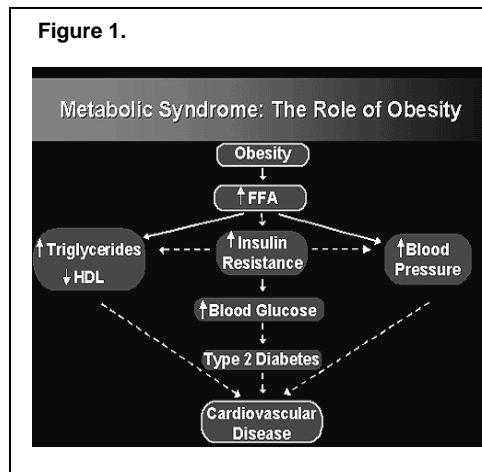 Figure 1.
Metabolic Syndrome: The Role of Obesity
Obesity
↑FFA
↑Triglycerides
↓HDL
↑Insulin
Resistance
↑Blood
Pressure
↑Blood Glucose
Type 2 Diabetes
Cardiovascular
Disease